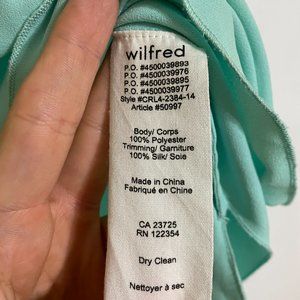 wilfred
P.O. #4500039893
P.O. #4500039976
P.O. #4500039895
P.O. #4500039977
Style #CRL4-2384-14
Article #50997
Body/ Corps
100% Polyester
Trimming/ Garniture
100% Silk/ Soie
Made in China
Fabriqué en Chine
CA 23725
RN 122354
Dry Clean
Nettoyer à sec